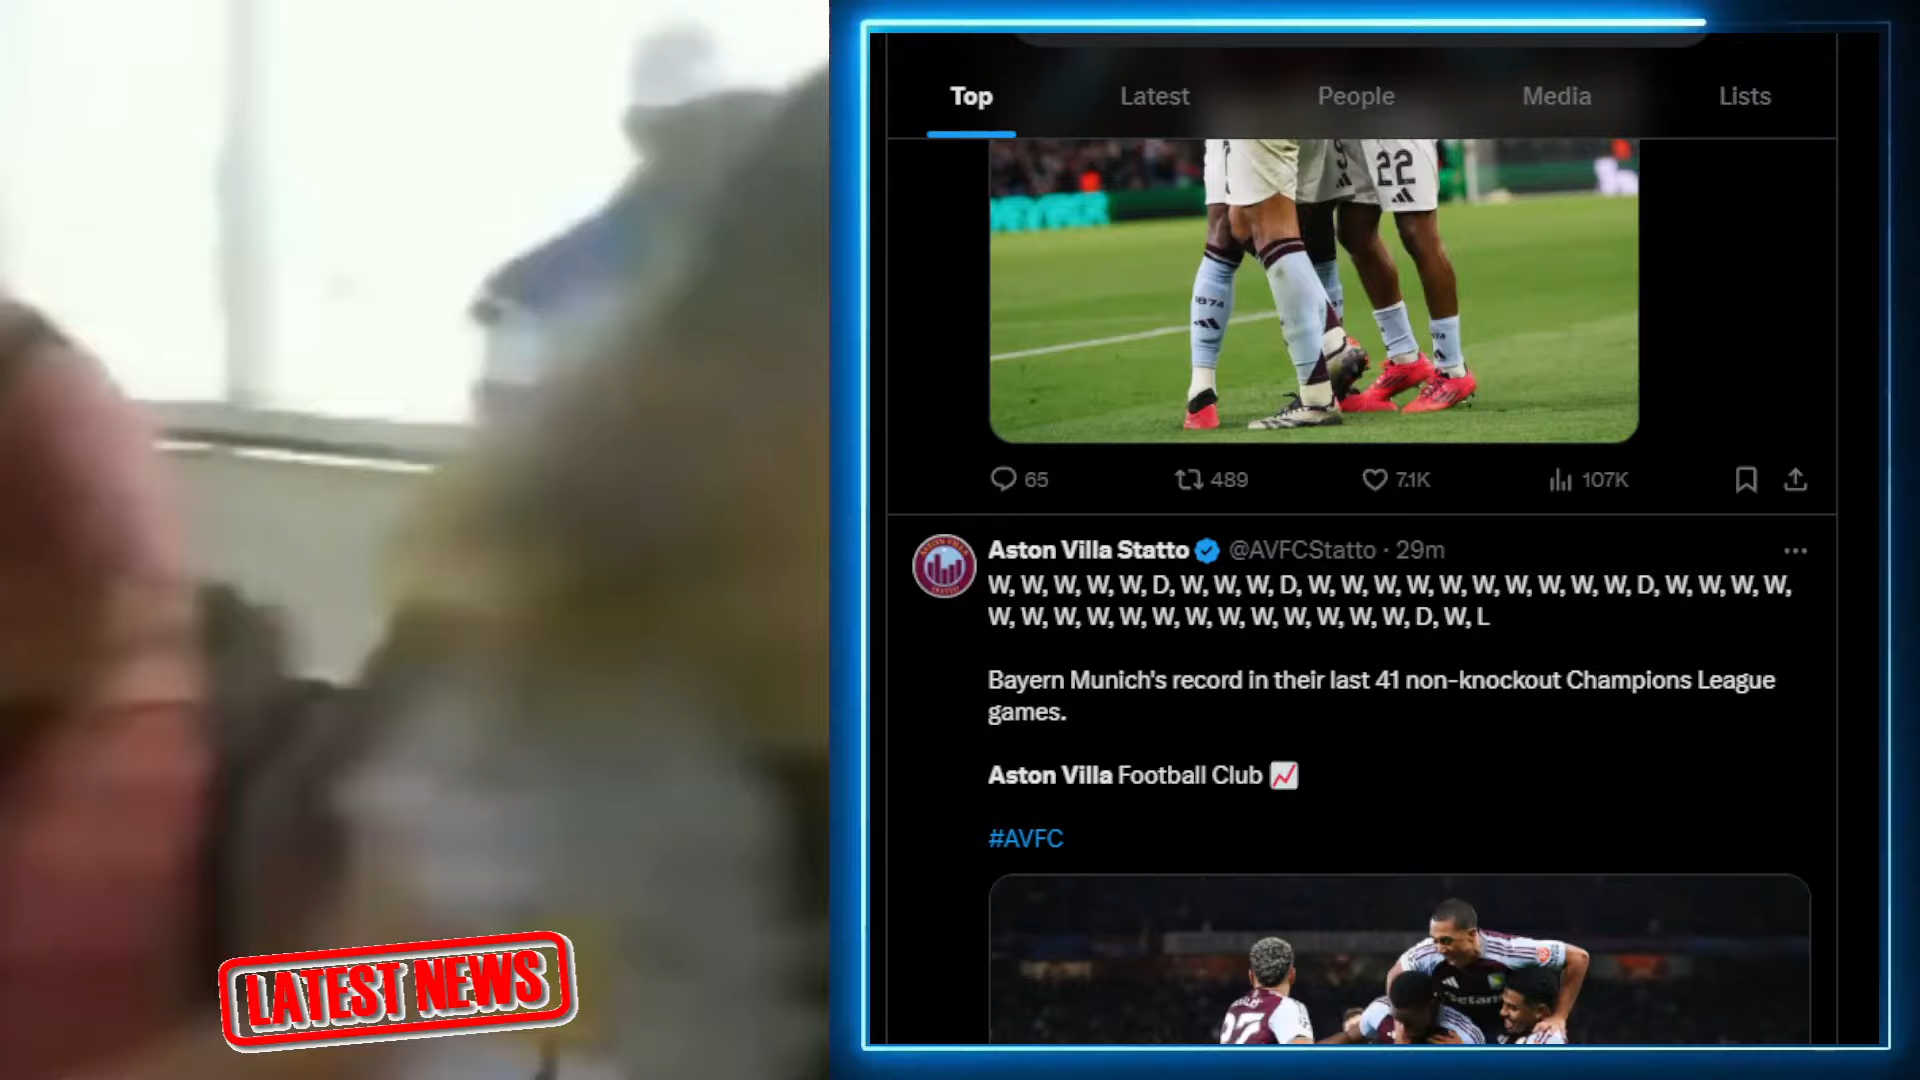 Top Latest People Media Lists
22
1874
65 489 7.1K 107K
Aston Villa Statto @AVFCStatto · 29m
W, W, W, W, W, D, W, W, W, D, W, W, W, W, W, W, W, W, W, W, D, W, W, W, W,
W, W, W, W, W, W, W, W, W, W, W, W, W, D, W, L
Bayern Munich's record in their last 41 non-knockout Champions League
games.
Aston Villa Football Club
#AVFC
LATEST NEWS